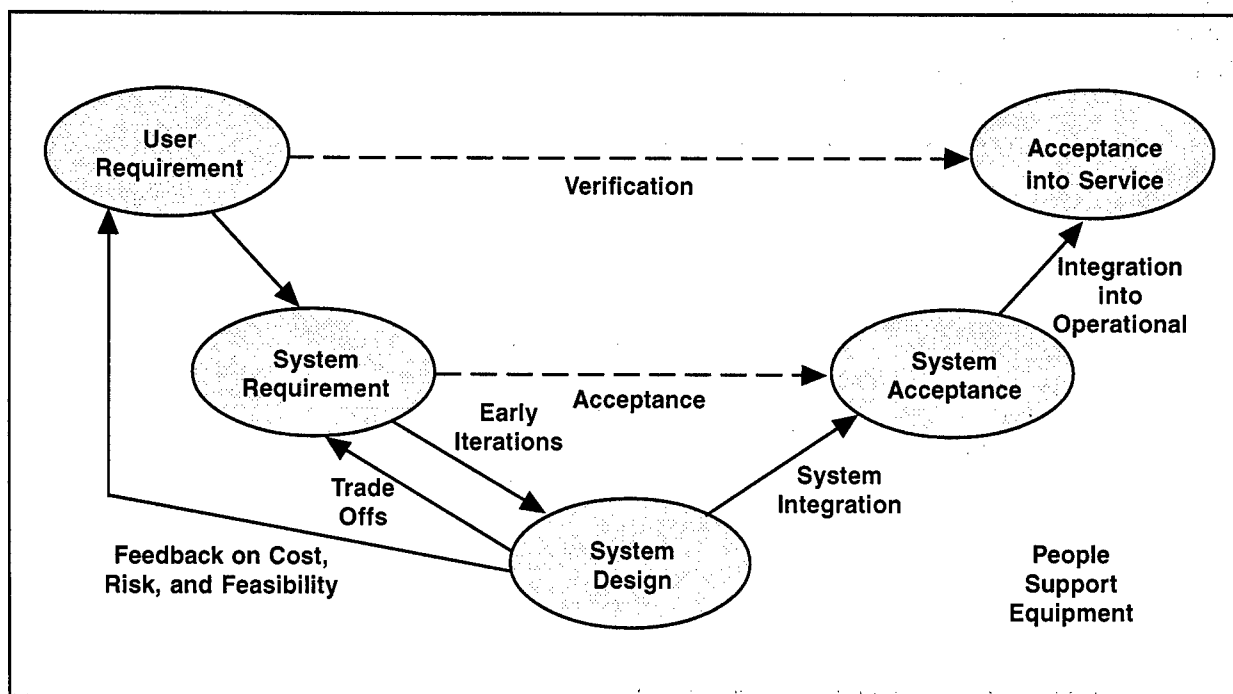 User
Requirement
Acceptance
into Service
Verification
Integration
into
Operational
System
Requirement
System
Acceptance
Acceptance
Early
Iterations
Trade
Offs
System
Integration
System
Design
Feedback on Cost,
Risk, and Feasibility
People
Support
Equipment